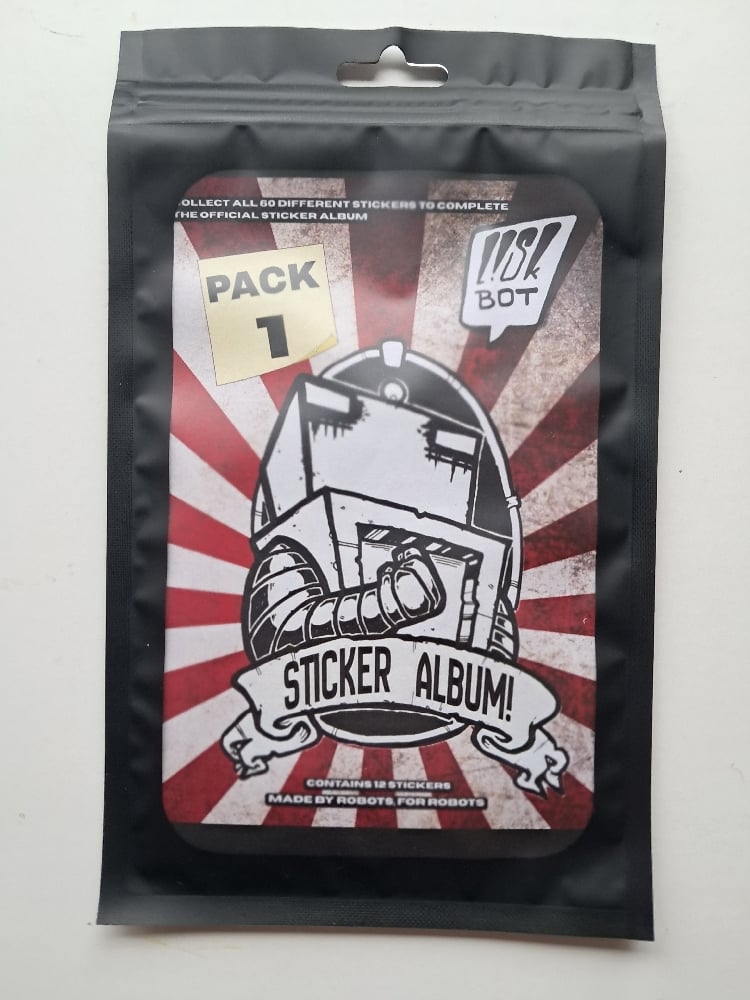 OLLECT ALL 60 DIFFERENT STICKERS TO COMPLETE
THE OFFICIAL STICKER ALBUM
PACK
1
BOT
STICKER ALBUM!
CONTAINS 12 STICKERS
MADE BY ROBOTS, FOR ROBOTS